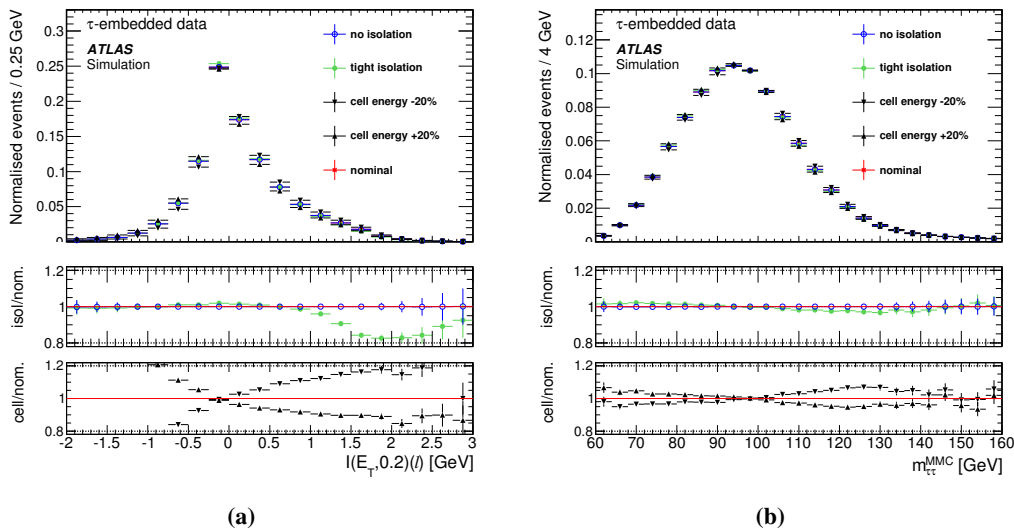 τ-embedded data
ATLAS
Simulation
no isolation
tight isolation
cell energy -20%
cell energy +20%
nominal
Normalised events / 0.25 GeV
0.3
0.25
0.2
0.15
0.1
0.05
isol/nom.
1.2
1
0.8
cell/nom.
1.2
1
0.8
-2 -1.5 -1 -0.5 0 0.5 1 1.5 2 2.5 3
I(E_T,0.2)(l) [GeV]
(a)
τ-embedded data
ATLAS
Simulation
no isolation
tight isolation
cell energy -20%
cell energy +20%
nominal
Normalised events / 4 GeV
0.12
0.1
0.08
0.06
0.04
0.02
isol/nom.
1.2
1
0.8
cell/nom.
1.2
1
0.8
60 70 80 90 100 110 120 130 140 150 160
m_ττ^MMC [GeV]
(b)